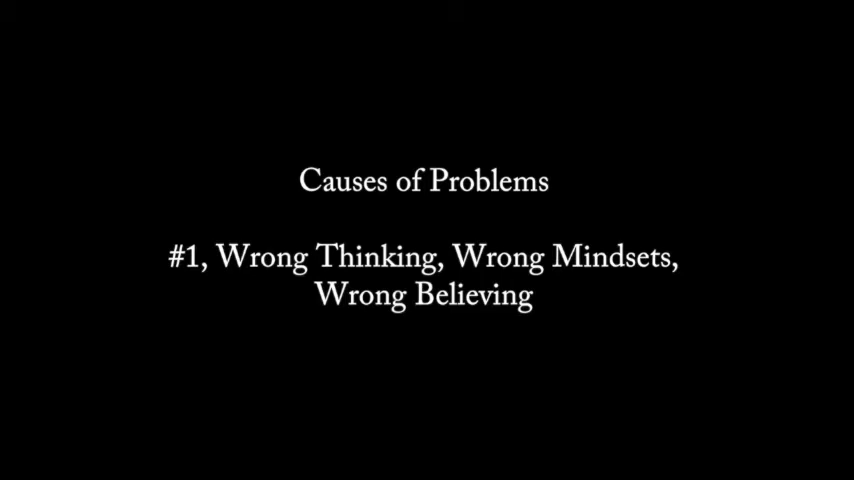 Causes of Problems
#1, Wrong Thinking, Wrong Mindsets,
Wrong Believing